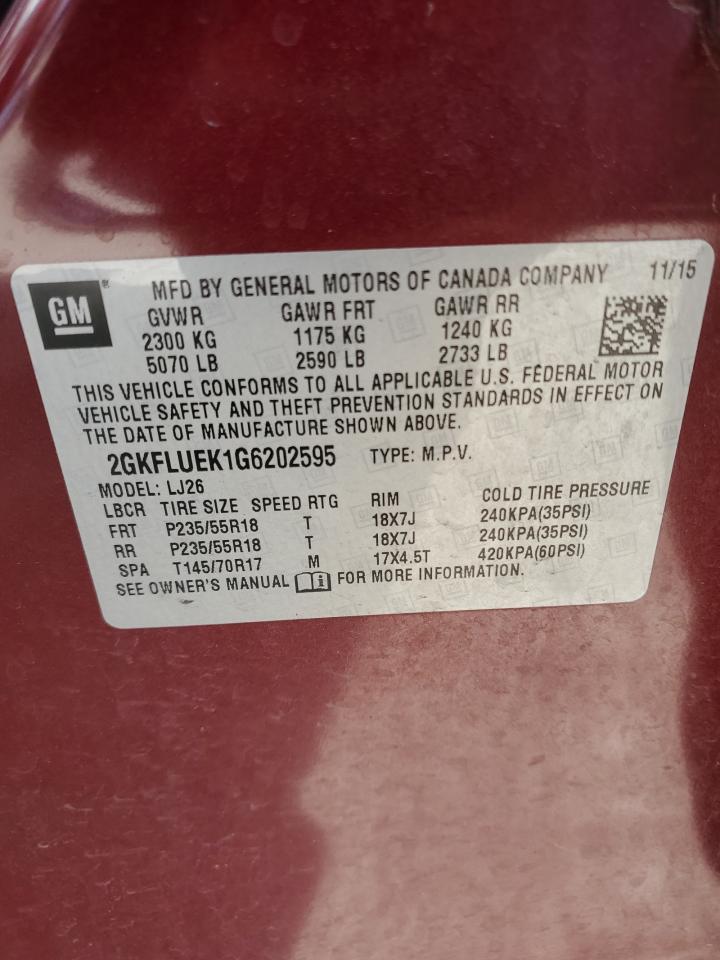 GM ®
MFD BY GENERAL MOTORS OF CANADA COMPANY 11/15
GVWR GAWR FRT GAWR RR
2300 KG 1175 KG 1240 KG
5070 LB 2590 LB 2733 LB
THIS VEHICLE CONFORMS TO ALL APPLICABLE U.S. FEDERAL MOTOR
VEHICLE SAFETY AND THEFT PREVENTION STANDARDS IN EFFECT ON
THE DATE OF MANUFACTURE SHOWN ABOVE.
2GKFLUEK1G6202595 TYPE: M.P.V.
MODEL: LJ26
LBCR TIRE SIZE SPEED RTG RIM COLD TIRE PRESSURE
FRT P235/55R18 T 18X7J 240KPA(35PSI)
RR P235/55R18 T 18X7J 240KPA(35PSI)
SPA T145/70R17 M 17X4.5T 420KPA(60PSI)
SEE OWNER'S MANUAL i FOR MORE INFORMATION.